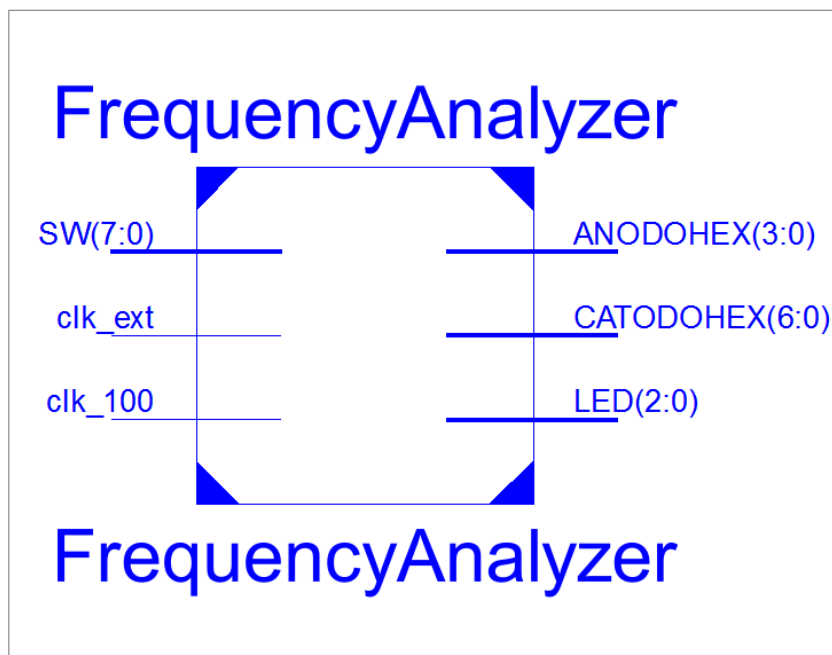 FrequencyAnalyzer
SW(7:0)
ANODOHEX(3:0)
clk_ext
CATODOHEX(6:0)
clk_100
LED(2:0)
FrequencyAnalyzer